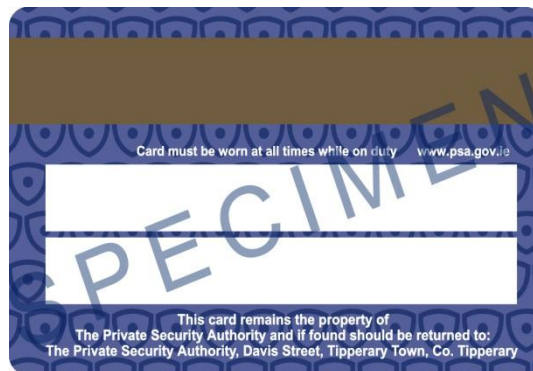 Card must be worn at all times while on duty www.psa.gov.ie
SPECIMEN
This card remains the property of
The Private Security Authority and if found should be returned to:
The Private Security Authority, Davis Street, Tipperary Town, Co. Tipperary